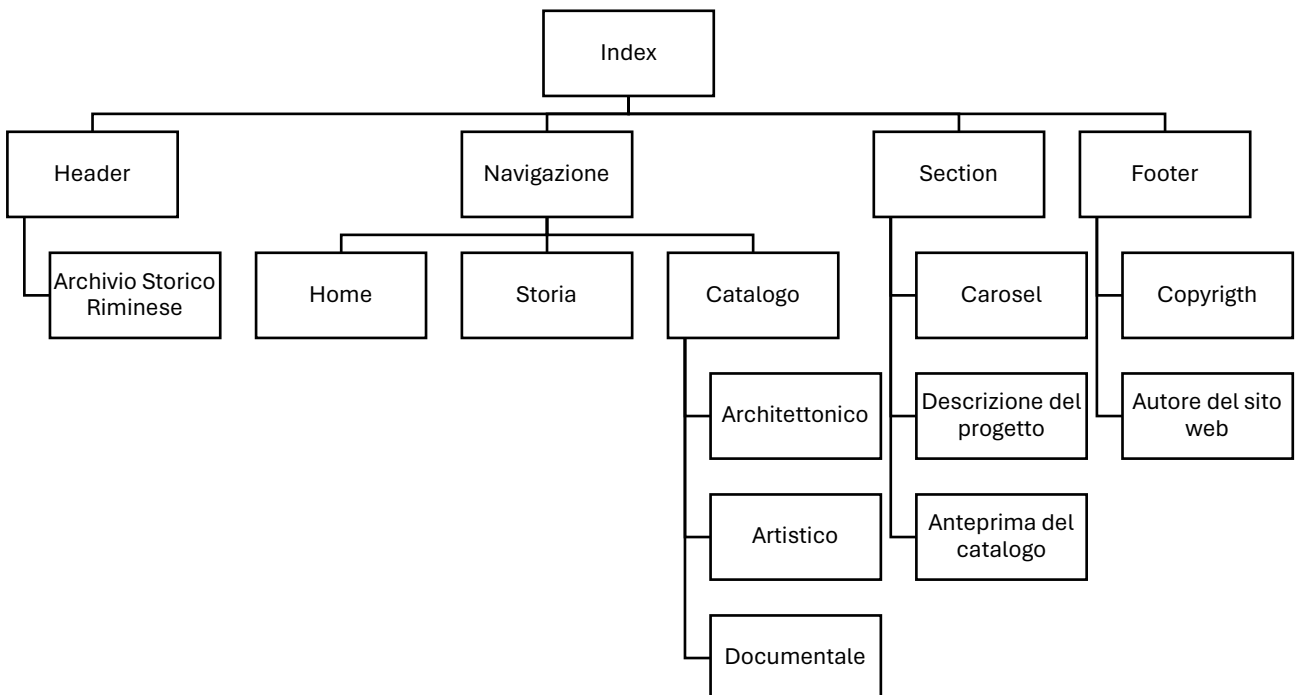 Index
Header
Navigazione
Section
Footer
Archivio Storico
Riminese
Home
Storia
Catalogo
Carosel
Copyrigth
Architettonico
Descrizione del
progetto
Autore del sito
web
Artistico
Anteprima del
catalogo
Documentale